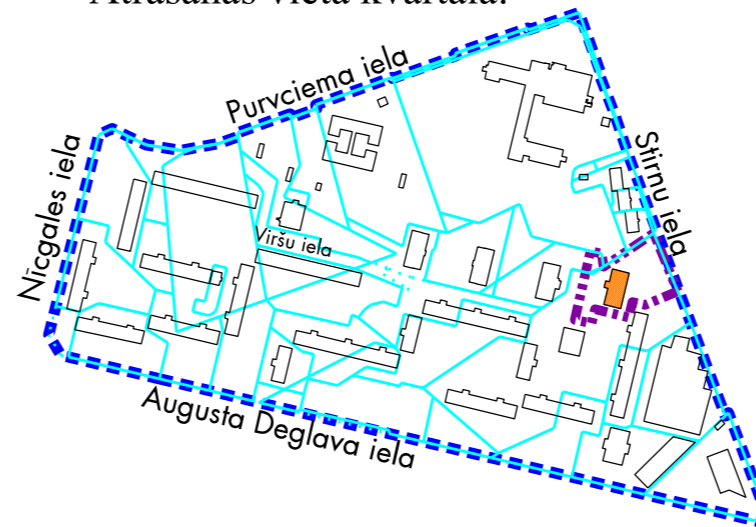 Atrašanās vieta kvartālā:
Purvciema iela
Stirnu iela
Nīcgales iela
Viršu iela
Augusta Deglava iela